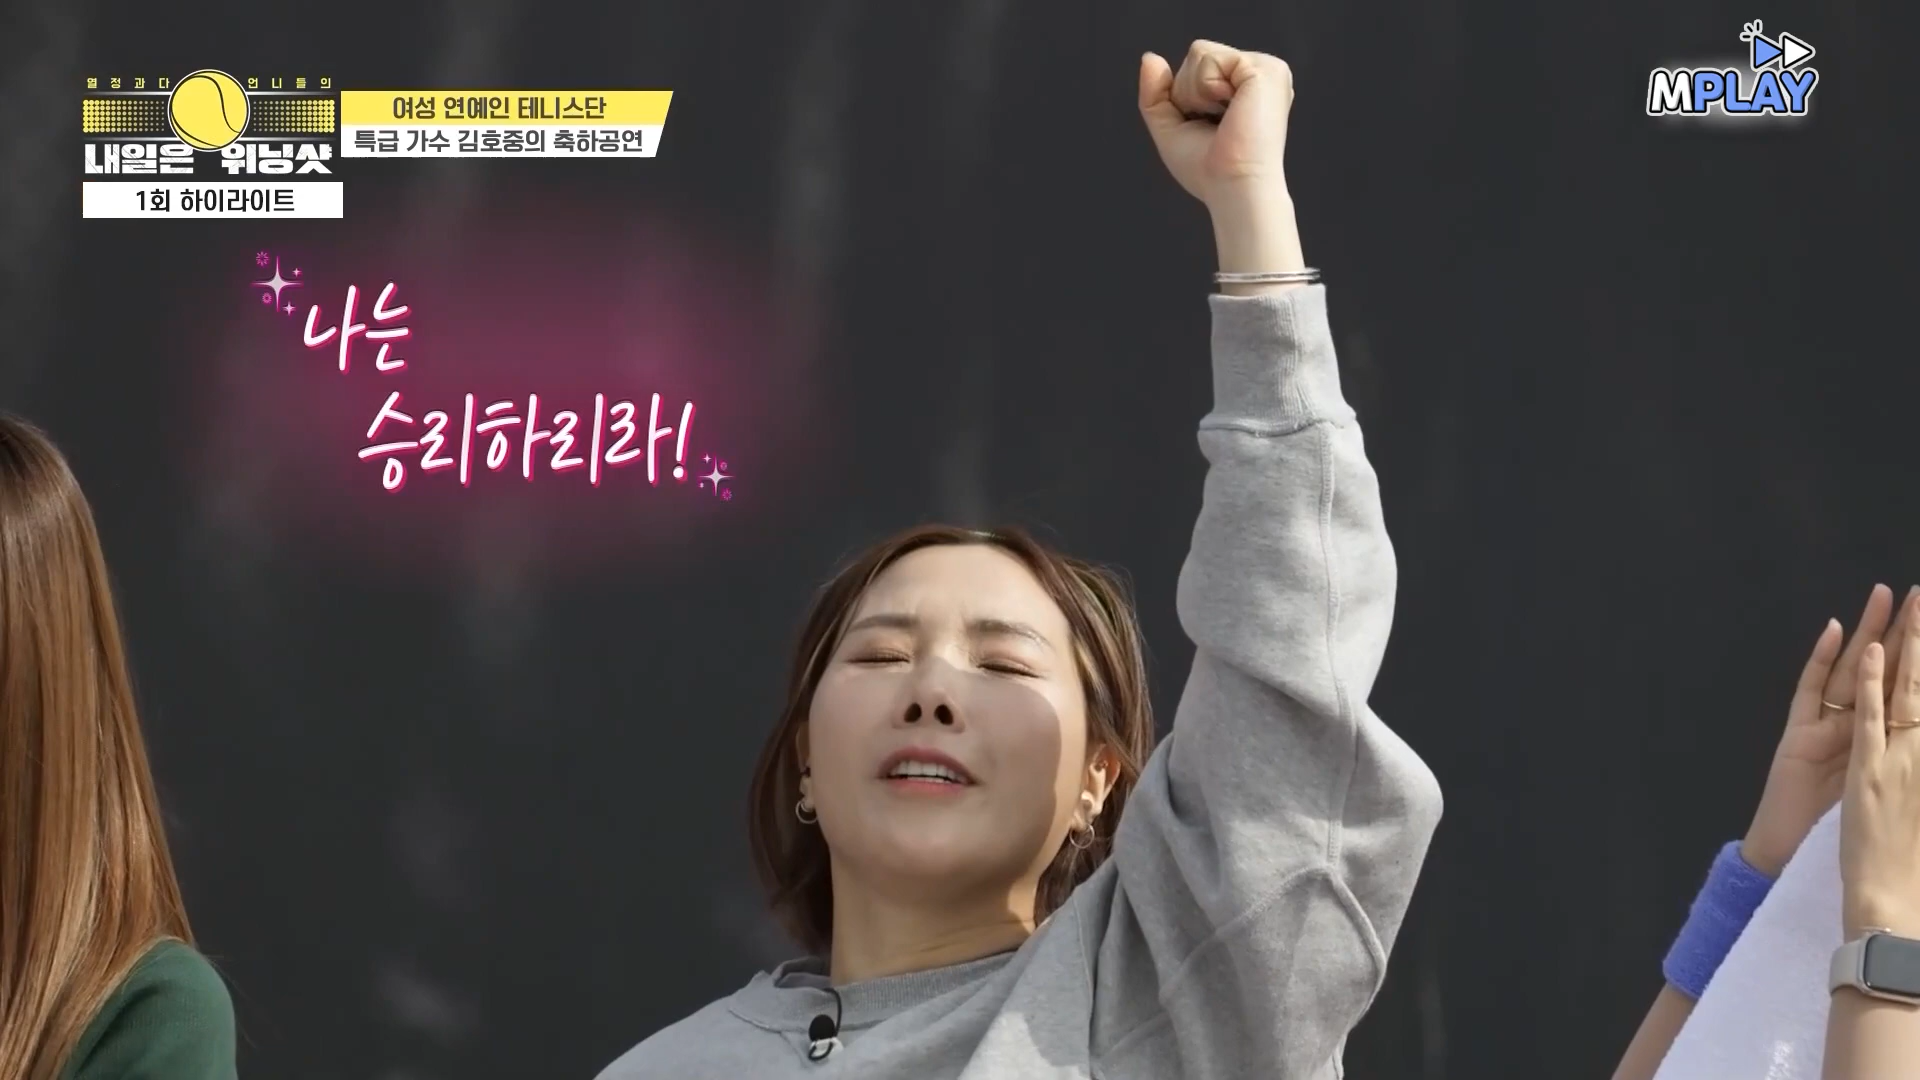 열정과다 언니들의
내일은 위닝샷
1회 하이라이트
여성 연예인 테니스단
특급 가수 김호중의 축하공연
MPLAY
나는
승리하리라!